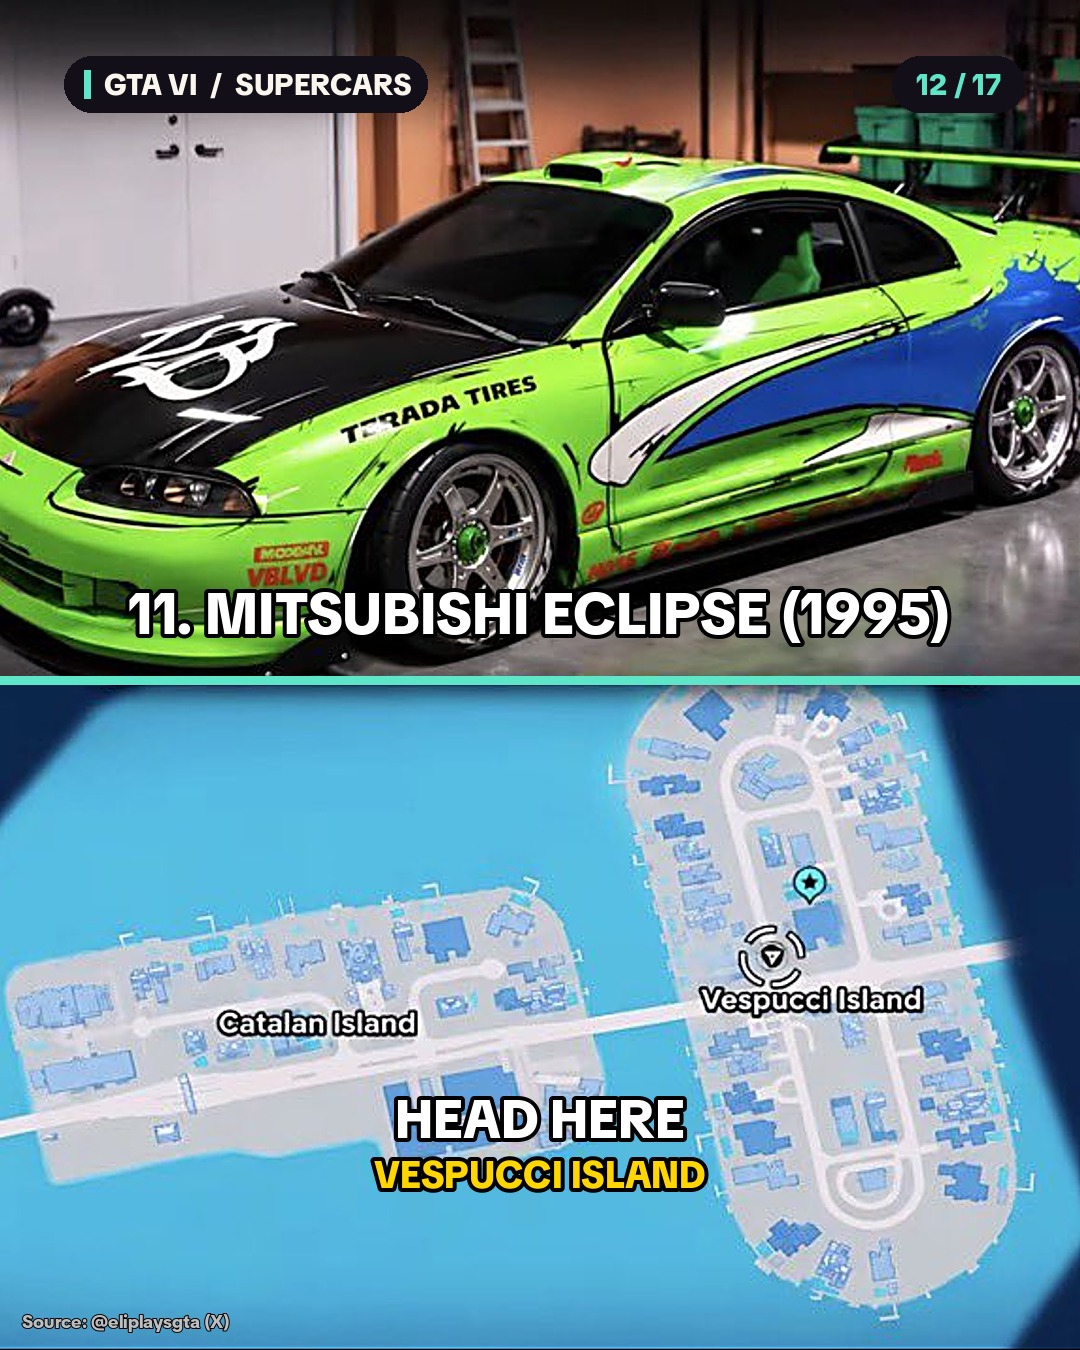 GTA VI / SUPERCARS
12 / 17
TERADA TIRES
VBLVD
11. MITSUBISHI ECLIPSE (1995)
Vespucci Island
Catalan Island
HEAD HERE
VESPUCCI ISLAND
Source: @eliplaysgta (X)